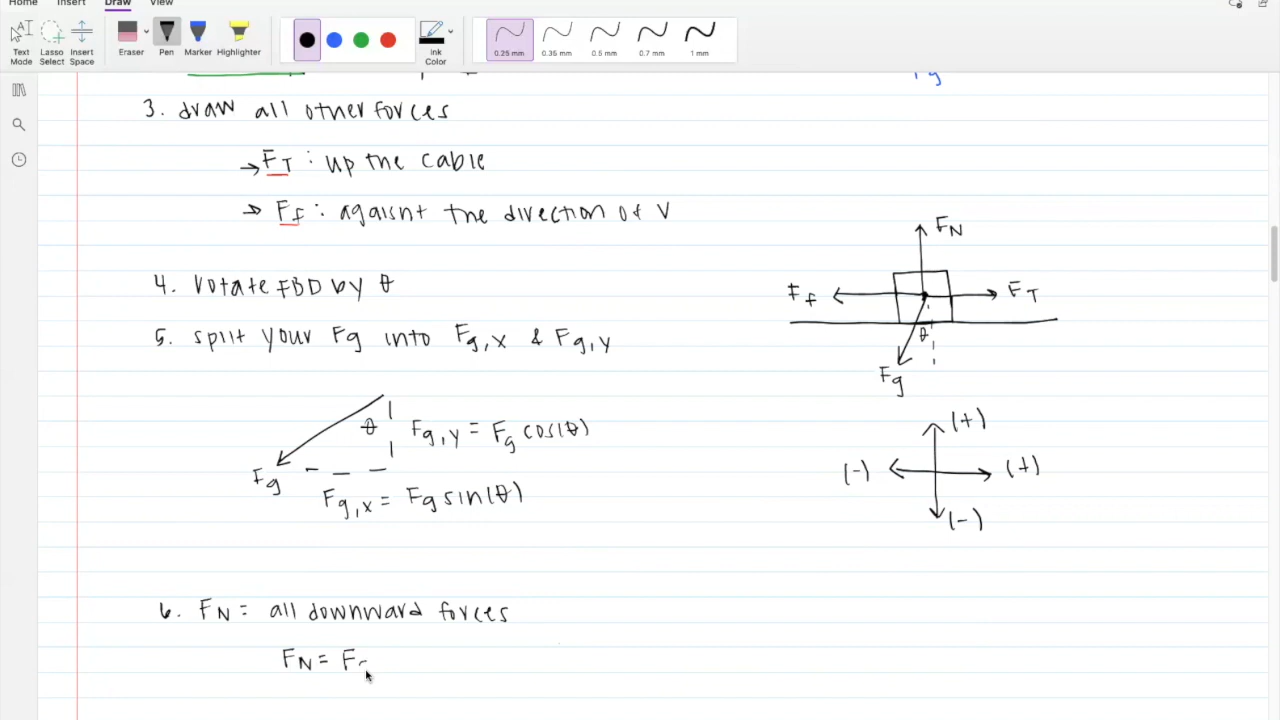 Home Insert Draw View
Text Mode
Lasso Select
Insert Space
Eraser
Pen
Marker
Highlighter
Ink Color
0.25 mm
0.35 mm
0.5 mm
0.7 mm
1 mm
Fg
3. draw all other forces
→ FT : up the cable
→ Ff : agaisnt the direction of V
FN
4. rotate FBD by θ
Ff
FT
5. split your Fg into Fg,x & Fg,y
θ
Fg
θ Fg,y = Fg cos(θ)
(+)
Fg
(-) (+)
Fg,x = Fg sin(θ)
(-)
6. FN = all downward forces
FN = F